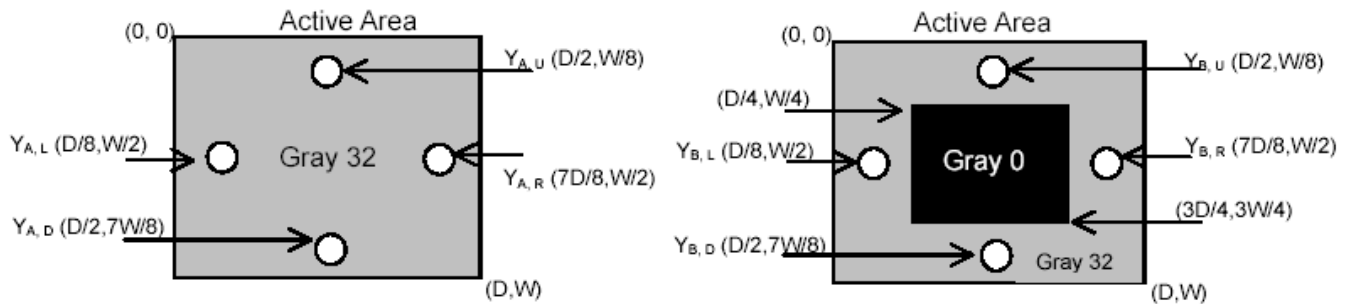 Active Area
(0, 0)
Y_A, U (D/2,W/8)
Y_A, L (D/8,W/2)
Gray 32
Y_A, R (7D/8,W/2)
Y_A, D (D/2,7W/8)
(D,W)
Active Area
(0, 0)
Y_B, U (D/2,W/8)
(D/4,W/4)
Y_B, L (D/8,W/2)
Gray 0
Y_B, R (7D/8,W/2)
(3D/4,3W/4)
Y_B, D (D/2,7W/8)
Gray 32
(D,W)